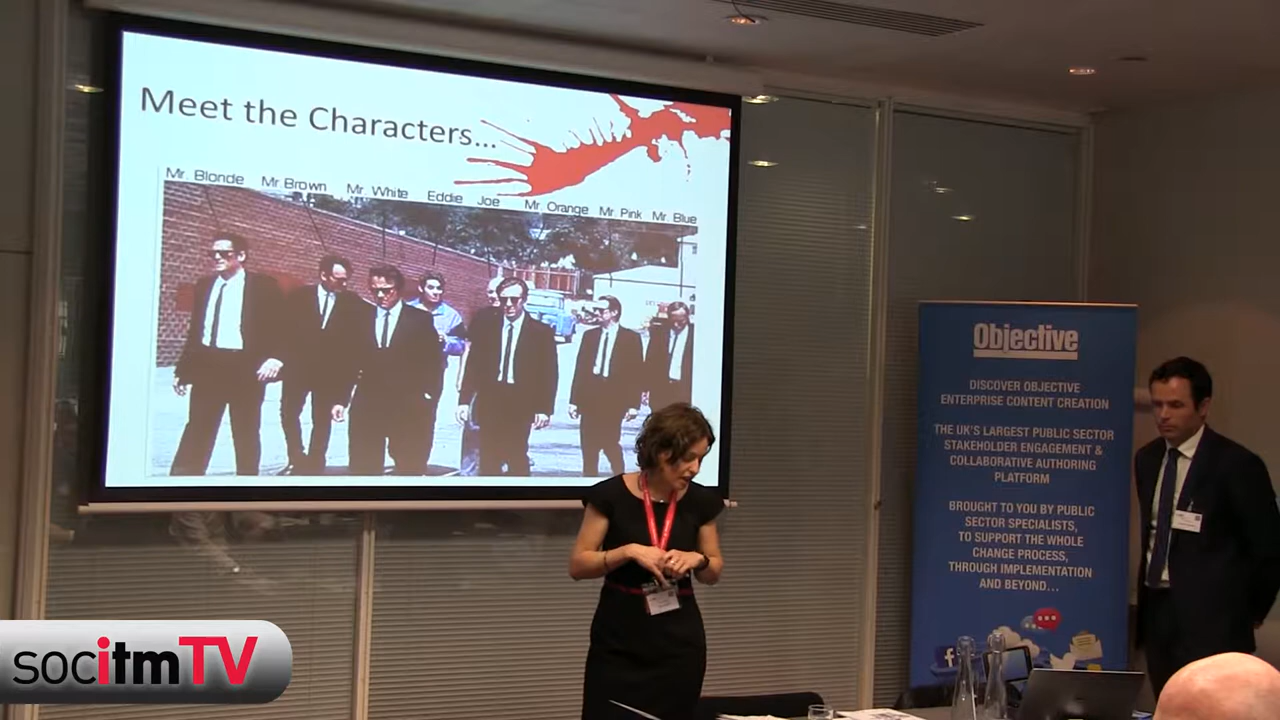 Meet the Characters...
Mr. Blonde Mr Brown Mr. White Eddie Joe Mr. Orange Mr. Pink Mr. Blue
Objective
DISCOVER OBJECTIVE
ENTERPRISE CONTENT CREATION
THE UK'S LARGEST PUBLIC SECTOR
STAKEHOLDER ENGAGEMENT &
COLLABORATIVE AUTHORING
PLATFORM
BROUGHT TO YOU BY PUBLIC
SECTOR SPECIALISTS,
TO SUPPORT THE WHOLE
CHANGE PROCESS,
THROUGH IMPLEMENTATION
AND BEYOND...
f
socitmTV